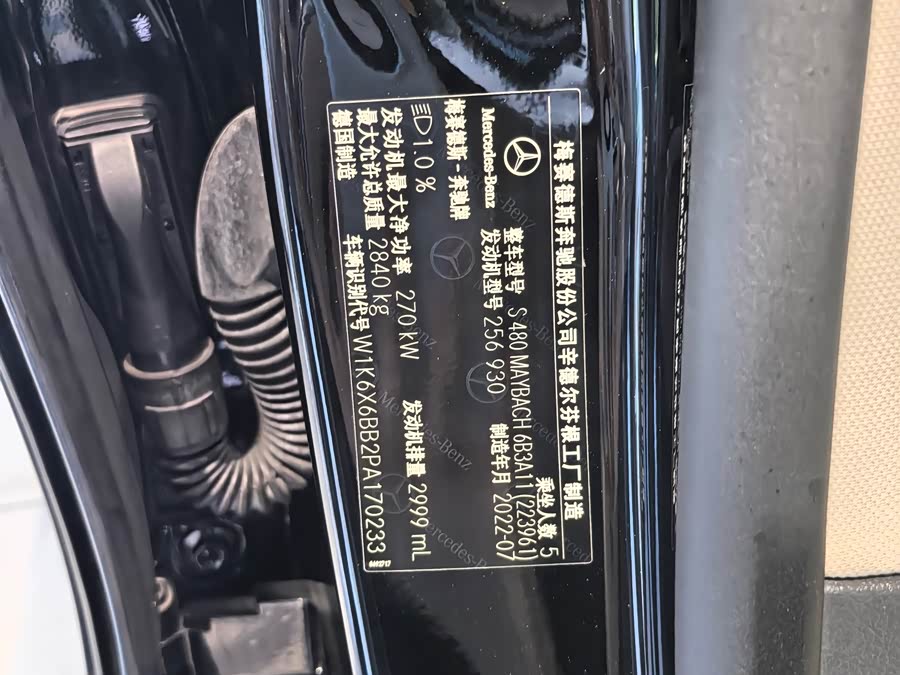 梅赛德斯奔驰股份公司辛德尔芬根工厂制造
Mercedes-Benz
梅赛德斯-奔驰牌
乘坐人数 5
整车型号 S 480 MAYBACH 6B3A11(223961)
发动机型号 256 930
制造年月 2022-07
1.0 %
发动机最大净功率 270 kW
发动机排量 2999 mL
最大允许总质量 2840 kg
德国制造
车辆识别代号 W1K6X6BB2PA170233